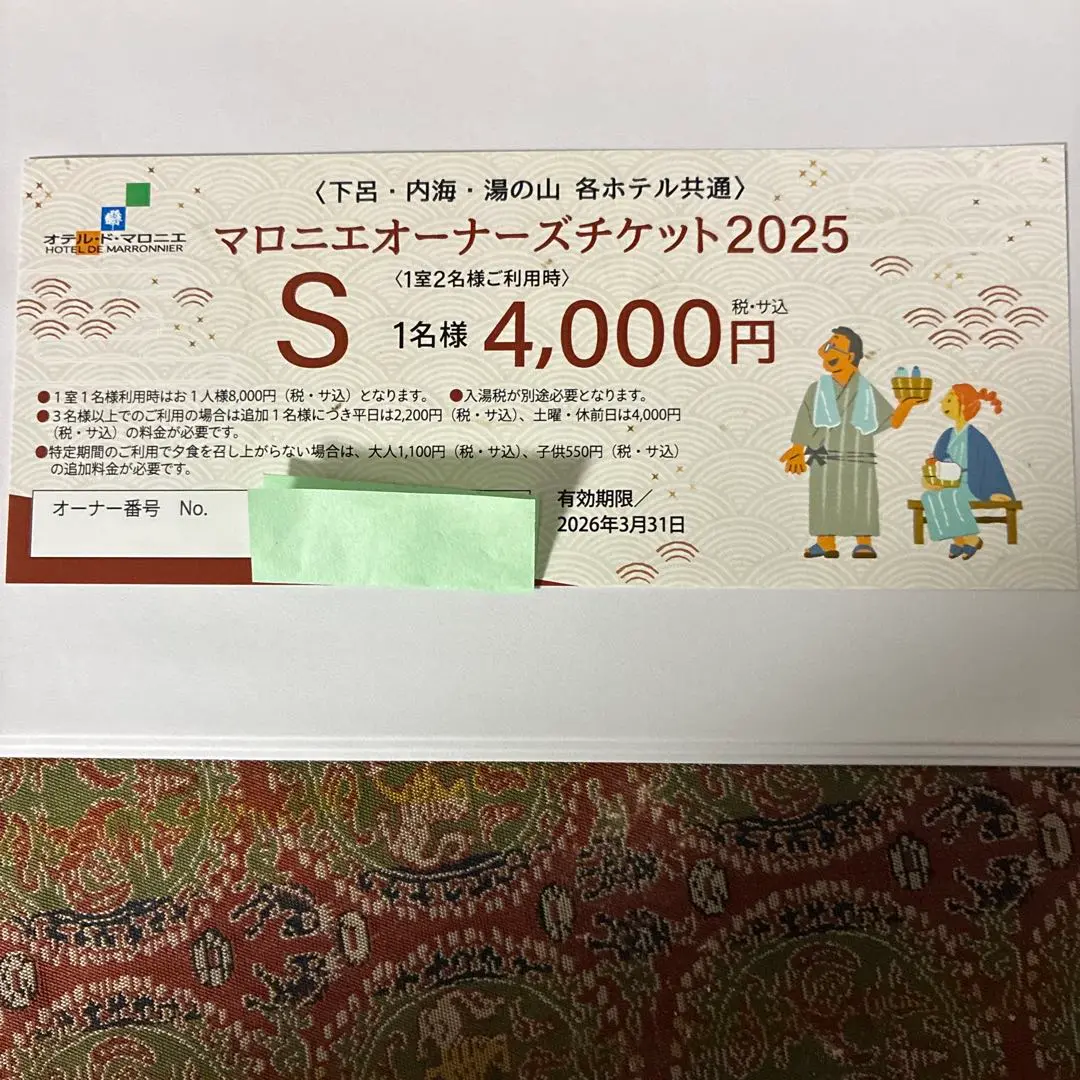 〈下呂・内海・湯の山 各ホテル共通〉
オテル・ド・マロニエ
HOTEL DE MARRONNIER
マロニエオーナーズチケット2025
〈1室2名様ご利用時〉
S 1名様 4,000円 税・サ込
●1室1名様利用時はお1人様8,000円（税・サ込）となります。 ●入湯税が別途必要となります。
●3名様以上でのご利用の場合は追加1名様につき平日は2,200円（税・サ込）、土曜・休前日は4,000円
（税・サ込）の料金が必要です。
●特定期間のご利用で夕食を召し上がらない場合は、大人1,100円（税・サ込）、子供550円（税・サ込）
の追加料金が必要です。
オーナー番号 No.
有効期限／
2026年3月31日